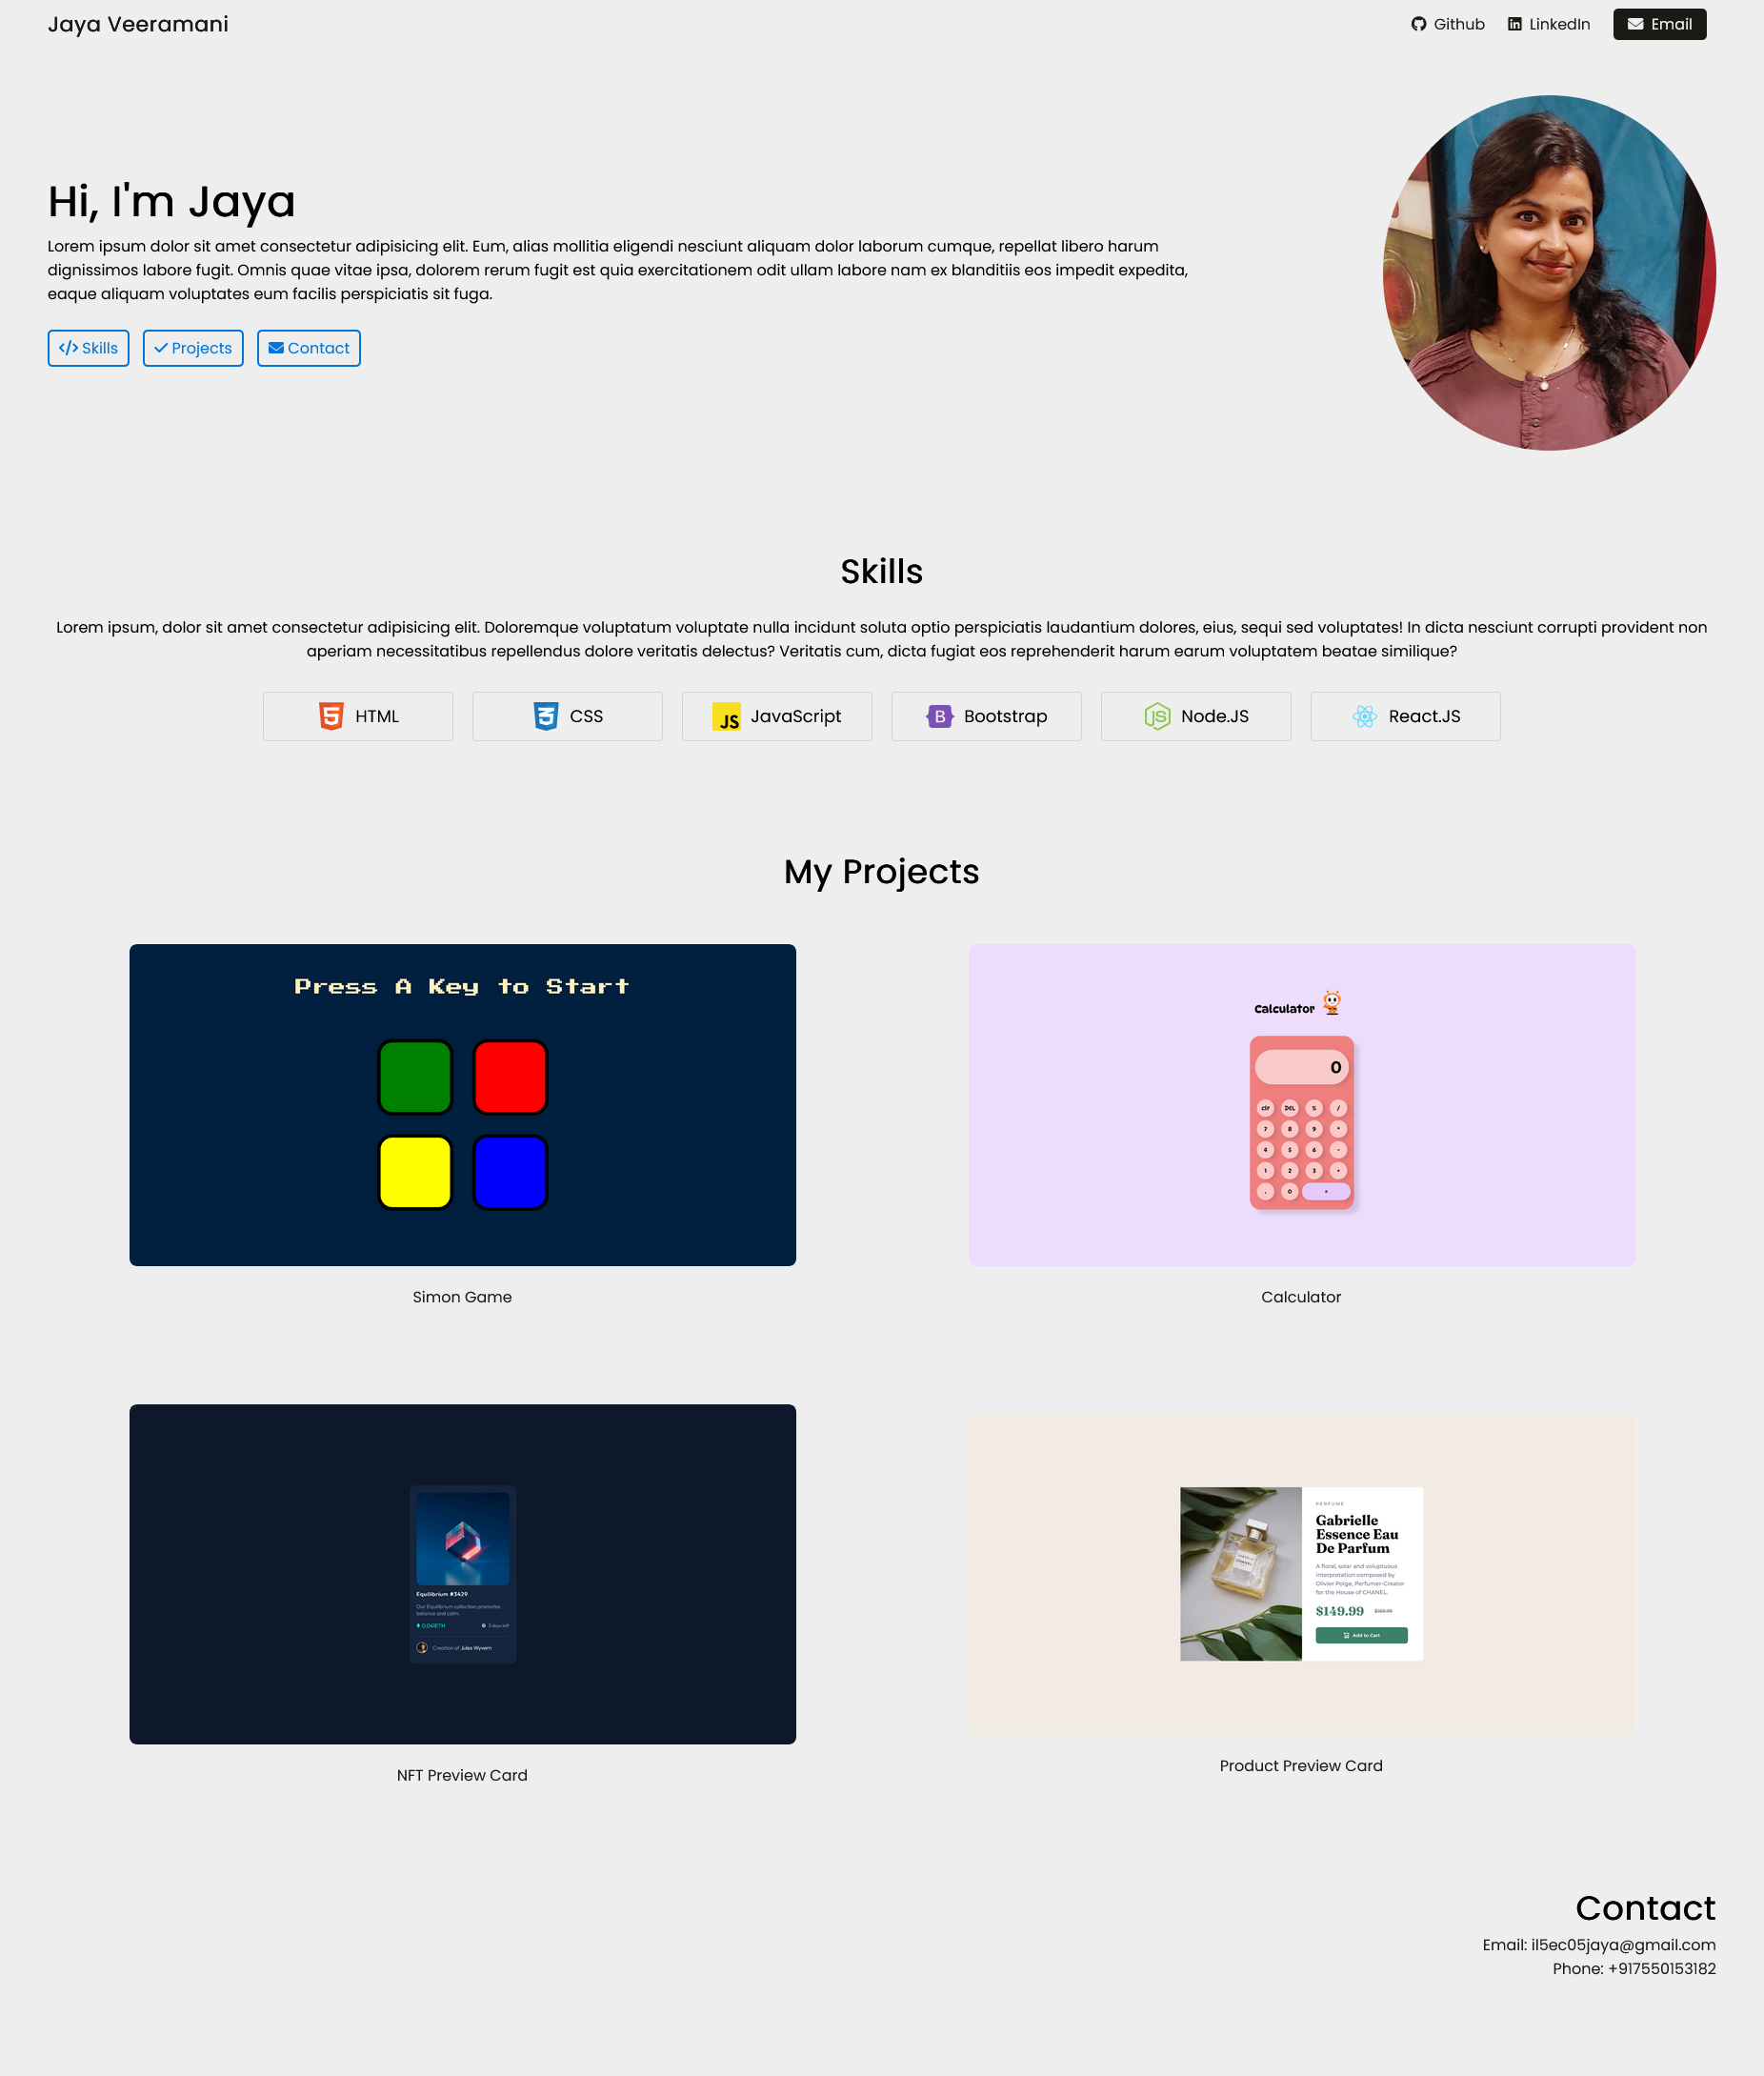 Jaya Veeramani
Github LinkedIn Email
Hi, I'm Jaya
Lorem ipsum dolor sit amet consectetur adipisicing elit. Eum, alias mollitia eligendi nesciunt aliquam dolor laborum cumque, repellat libero harum
dignissimos labore fugit. Omnis quae vitae ipsa, dolorem rerum fugit est quia exercitationem odit ullam labore nam ex blanditiis eos impedit expedita,
eaque aliquam voluptates eum facilis perspiciatis sit fuga.
Skills Projects Contact
Skills
Lorem ipsum, dolor sit amet consectetur adipisicing elit. Doloremque voluptatum voluptate nulla incidunt soluta optio perspiciatis laudantium dolores, eius, sequi sed voluptates! In dicta nesciunt corrupti provident non
aperiam necessitatibus repellendus dolore veritatis delectus? Veritatis cum, dicta fugiat eos reprehenderit harum earum voluptatem beatae similique?
HTML CSS JS JavaScript B Bootstrap JS Node.JS React.JS
My Projects
Press A Key to Start
Simon Game
Calculator
0
clr DEL % /
7 8 9 *
4 5 6 -
1 2 3 +
. 0 =
Calculator
Equilibrium #3429
Our Equilibrium collection promotes
balance and calm.
0.041ETH 3 days left
Creation of Jules Wyvern
NFT Preview Card
PERFUME
Gabrielle
Essence Eau
De Parfum
A floral, solar and voluptuous
interpretation composed by
Olivier Polge, Perfumer-Creator
for the House of CHANEL.
$149.99 $169.99
Add to Cart
CHANEL
Product Preview Card
Contact
Email: il5ec05jaya@gmail.com
Phone: +917550153182